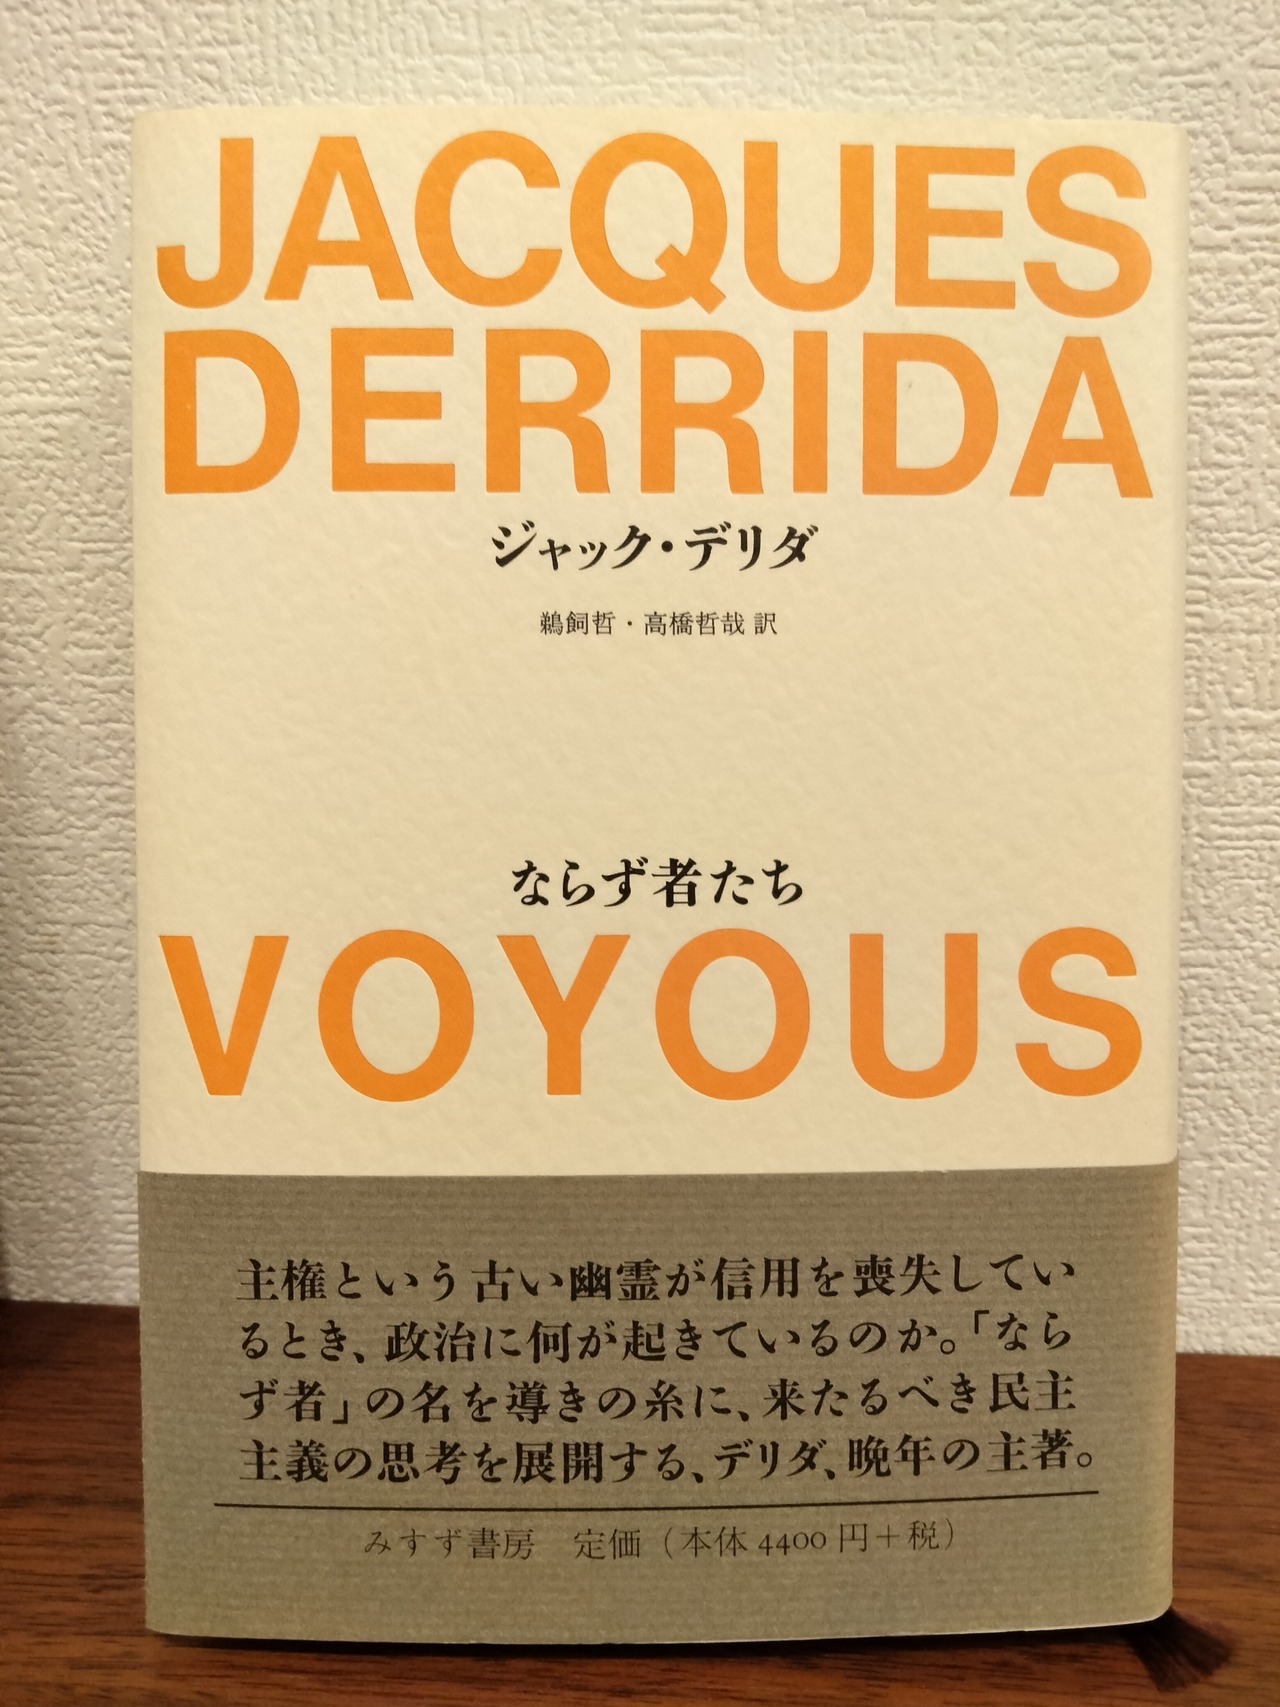 JACQUES
DERRIDA
ジャック・デリダ
鵜飼哲・高橋哲哉 訳
ならず者たち
VOYOUS
主権という古い幽霊が信用を喪失してい
るとき、政治に何が起きているのか。「なら
ず者」の名を導きの糸に、来たるべき民主
主義の思考を展開する、デリダ、晩年の主著。
みすず書房　定価（本体 4400 円＋税）